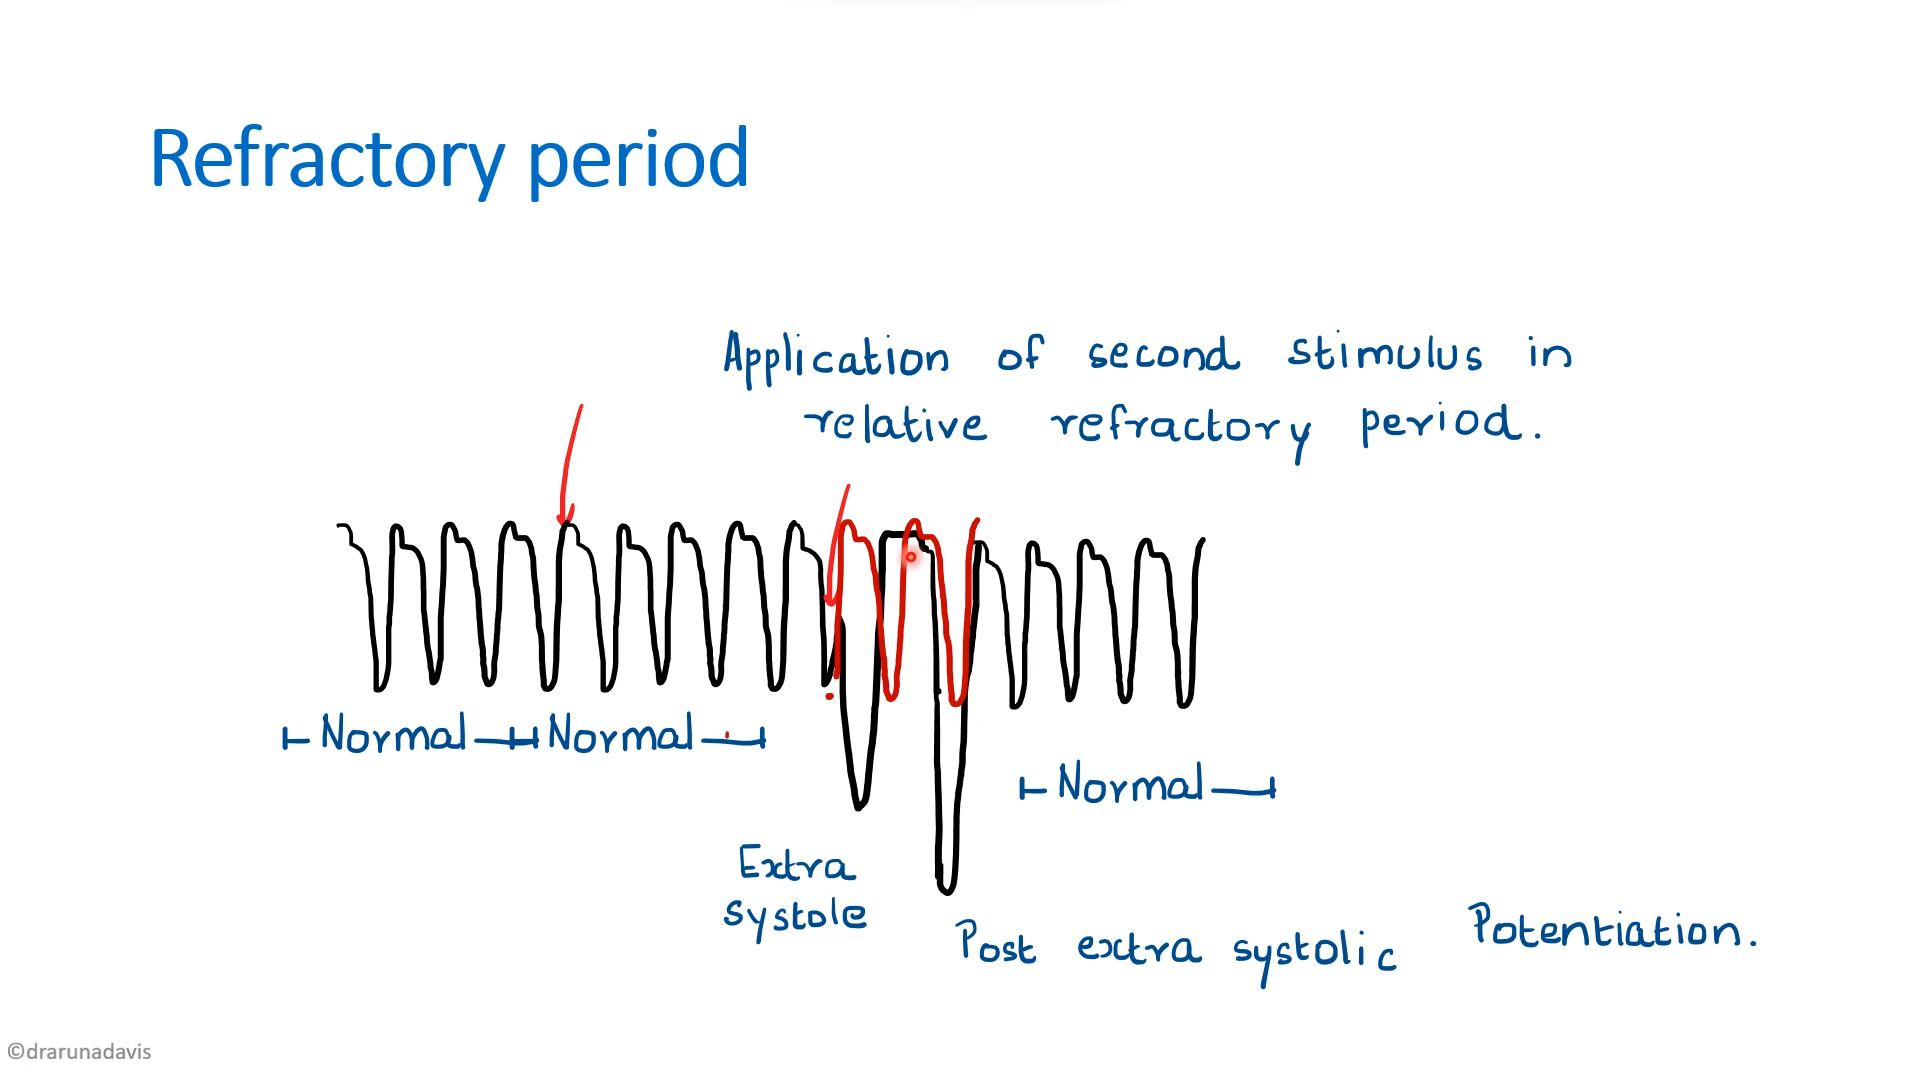 Refractory period
Application of second stimulus in
relative refractory period.
Normal Normal
Normal
Extra
systole
Post extra systolic Potentiation.
©drarunadavis